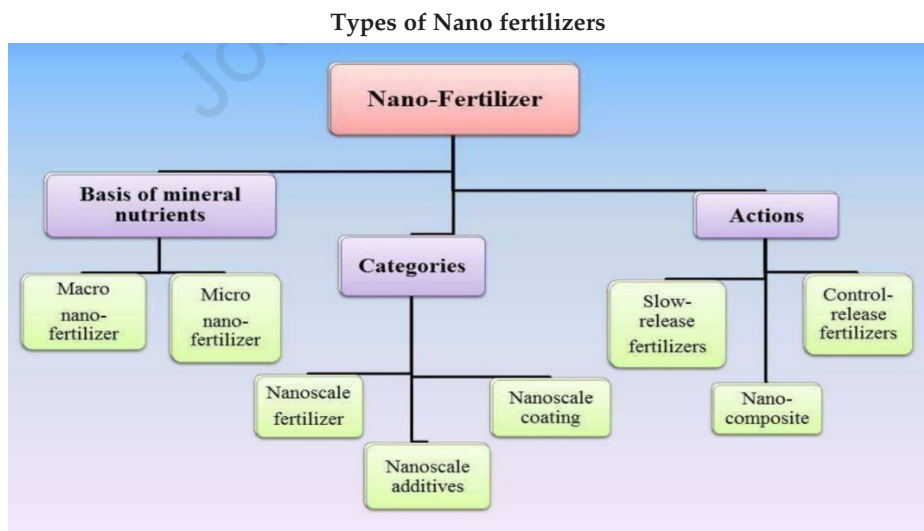 Types of Nano fertilizers
Nano-Fertilizer
Basis of mineral
nutrients
Macro
nano-
fertilizer
Micro
nano-
fertilizer
Categories
Nanoscale
fertilizer
Nanoscale
additives
Nanoscale
coating
Actions
Slow-
release
fertilizers
Nano-
composite
Control-
release
fertilizers